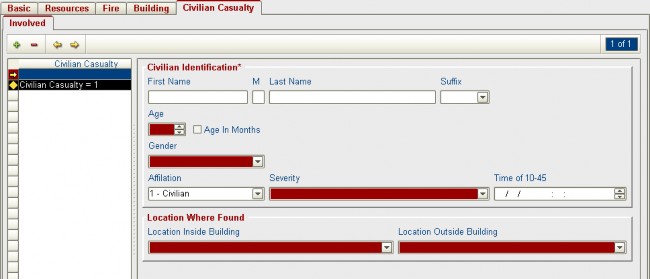 Basic Resources Fire Building Civilian Casualty
Involved
1 of 1
Civilian Casualty
Civilian Casualty = 1
Civilian Identification*
First Name M Last Name Suffix
Age
Age In Months
Gender
Affilation Severity Time of 10-45
1 - Civilian / / : :
Location Where Found
Location Inside Building Location Outside Building